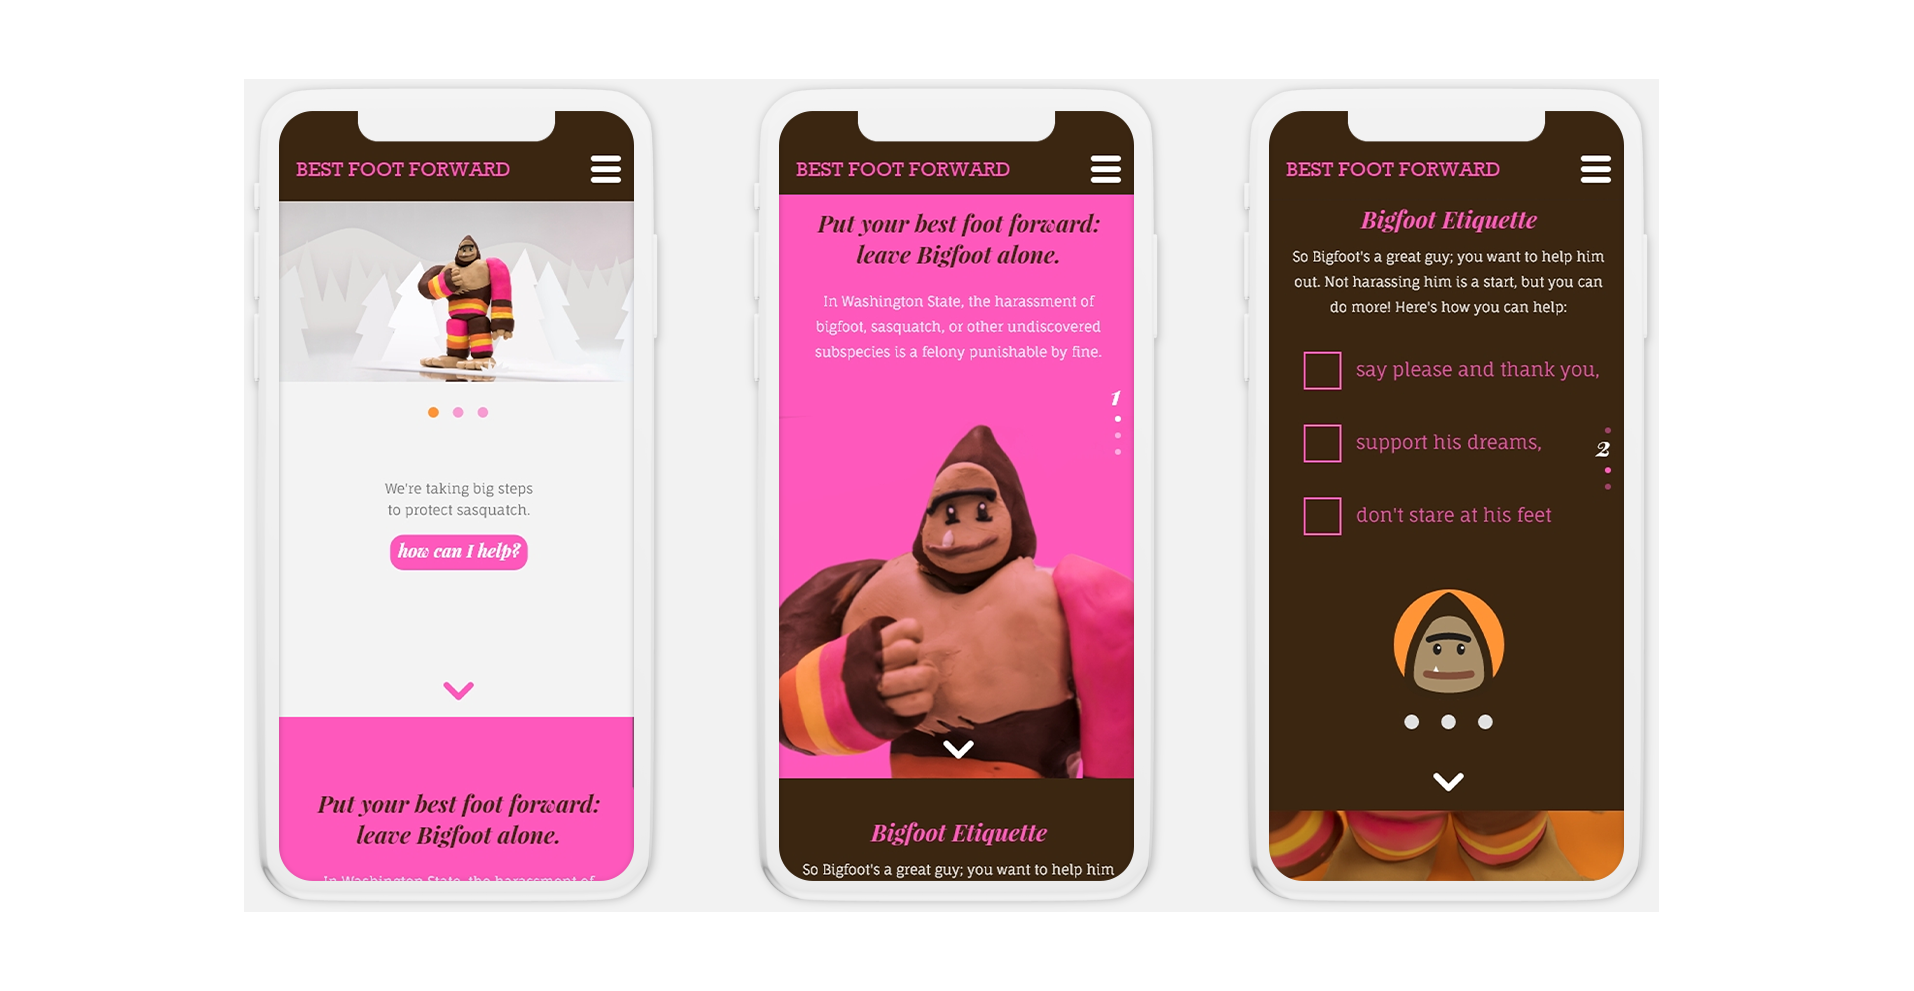 BEST FOOT FORWARD
We're taking big steps
to protect sasquatch.
how can I help?
Put your best foot forward:
leave Bigfoot alone.
In Washington State, the harassment of
BEST FOOT FORWARD
Put your best foot forward:
leave Bigfoot alone.
In Washington State, the harassment of
bigfoot, sasquatch, or other undiscovered
subspecies is a felony punishable by fine.
1
Bigfoot Etiquette
So Bigfoot's a great guy; you want to help him
BEST FOOT FORWARD
Bigfoot Etiquette
So Bigfoot's a great guy; you want to help him
out. Not harassing him is a start, but you can
do more! Here's how you can help:
say please and thank you,
support his dreams,
2
don't stare at his feet